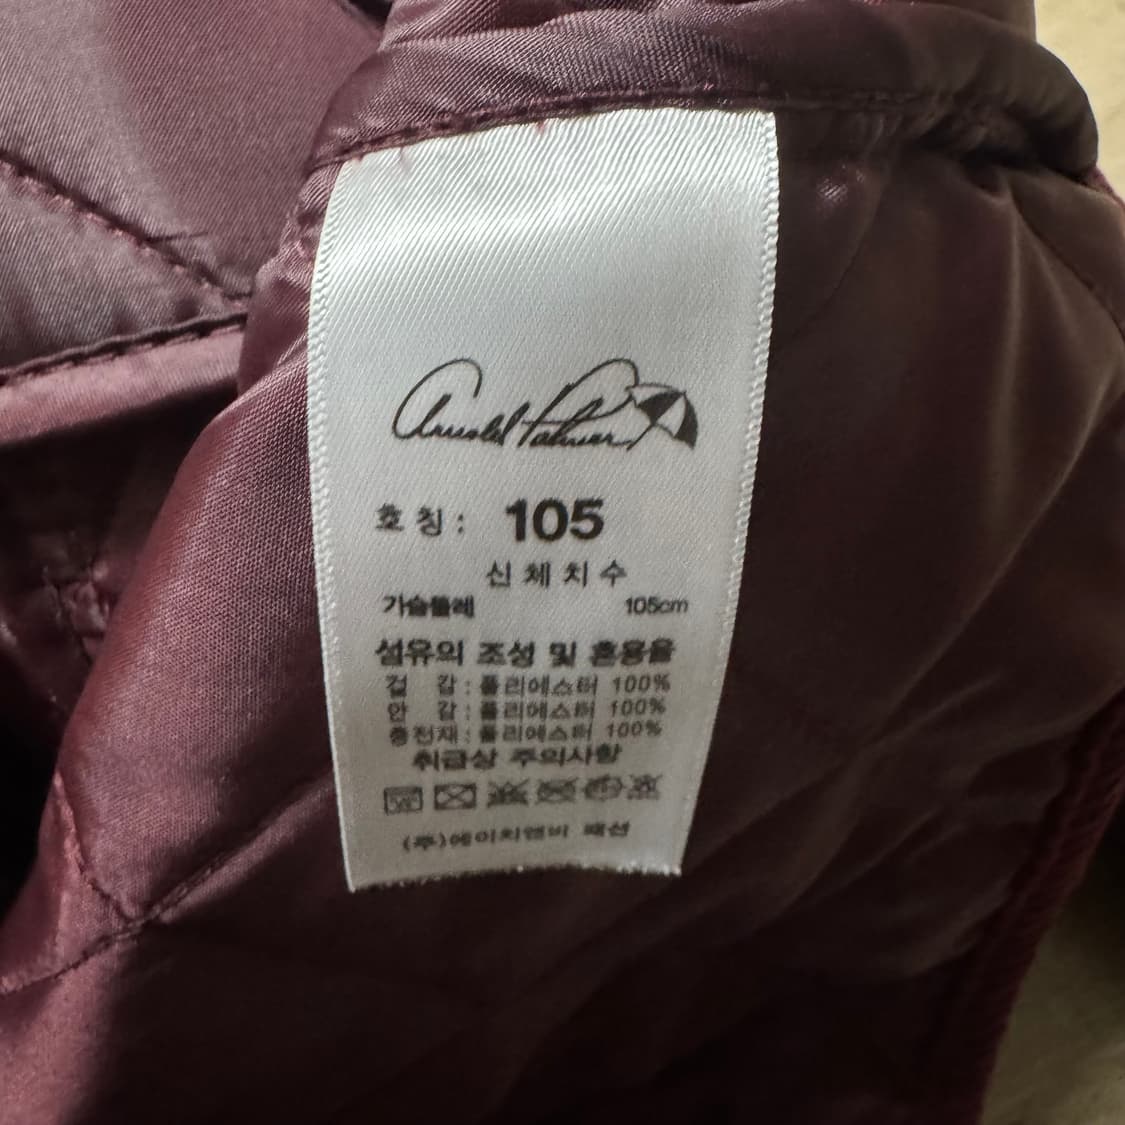 Arnold Palmer
호 칭 : 105
신 체 치 수
가슴둘레 105cm
섬유의 조성 및 혼용율
겉 감 : 폴리에스터 100%
안 감 : 폴리에스터 100%
충전재 : 폴리에스터 100%
취급상 주의사항
(주)에이치앤비 패션